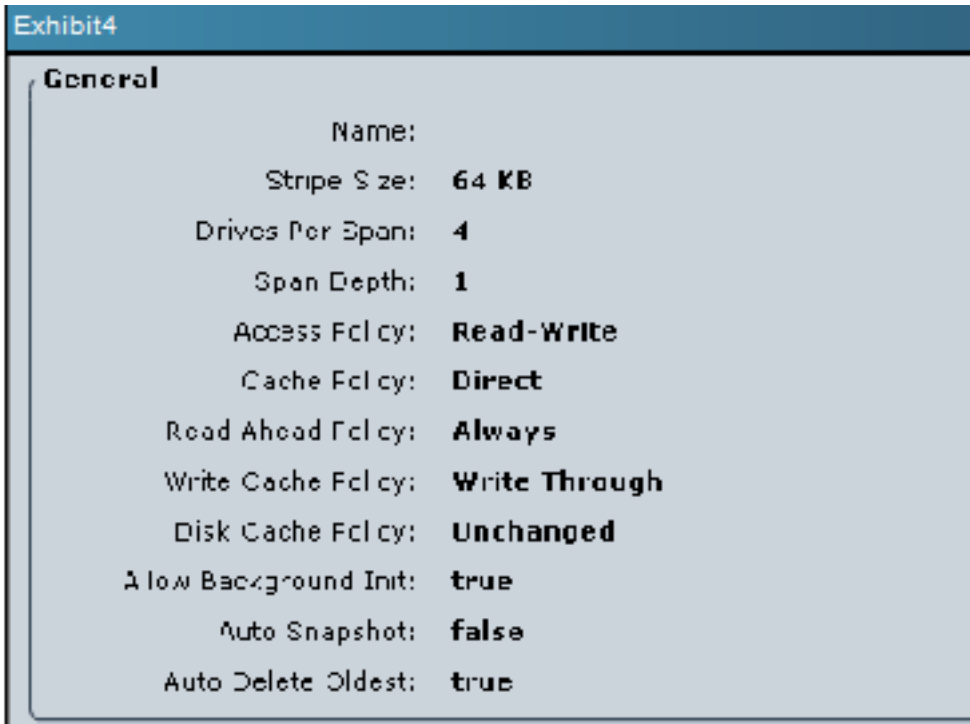 Exhibit4
General
Name:
Stripe Size: 64 KB
Drives Per Span: 4
Span Depth: 1
Access Policy: Read-Write
Cache Policy: Direct
Read Ahead Policy: Always
Write Cache Policy: Write Through
Disk Cache Policy: Unchanged
Allow Background Init: true
Auto Snapshot: false
Auto Delete Oldest: true